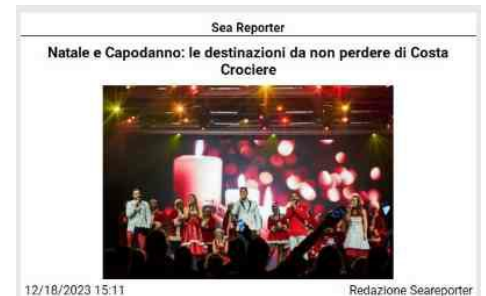 Sea Reporter
Natale e Capodanno: le destinazioni da non perdere di Costa
Crociere
12/18/2023 15:11
Redazione Seareporter